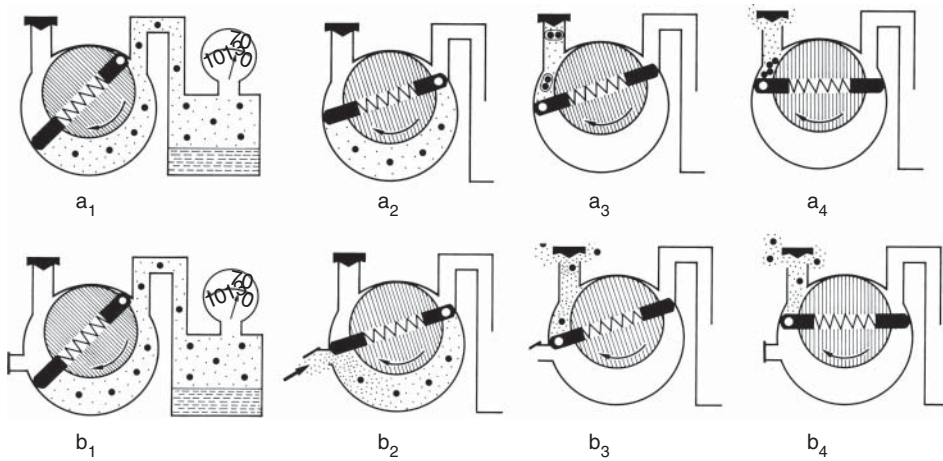 a₁ a₂ a₃ a₄
b₁ b₂ b₃ b₄